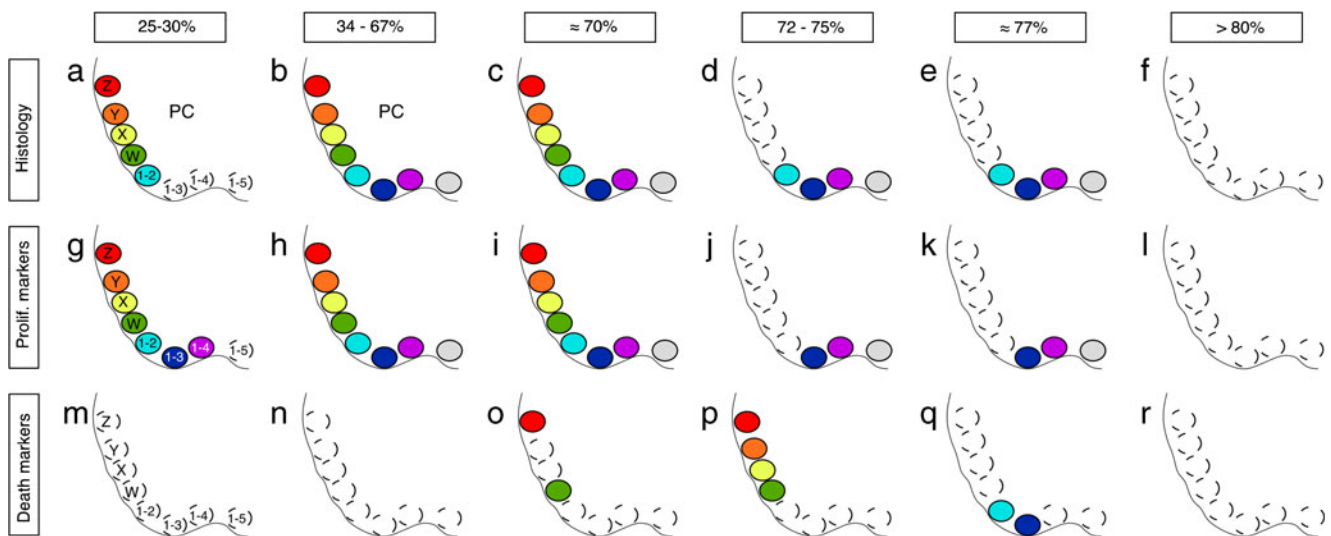 25-30%
34 - 67%
≈ 70%
72 - 75%
≈ 77%
> 80%
Histology
a
b
c
d
e
f
Z
Y
X
W
1-2
1-3
1-4
1-5
PC
PC
Prolif. markers
g
h
i
j
k
l
Z
Y
X
W
1-2
1-3
1-4
1-5
Death markers
m
n
o
p
q
r
Z
Y
X
W
1-2
1-3
1-4
1-5